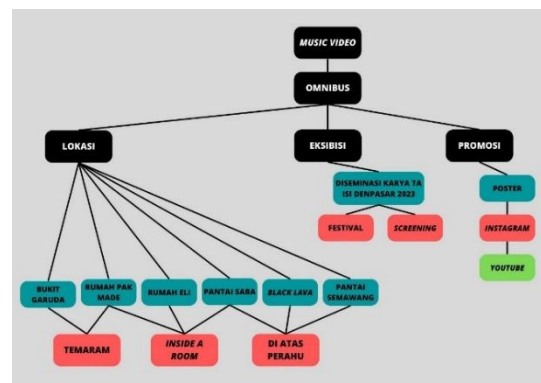 MUSIC VIDEO
OMNIBUS
LOKASI
EKSIBISI
PROMOSI
DISEMINASI KARYA TA
ISI DENPASAR 2023
POSTER
FESTIVAL
SCREENING
INSTAGRAM
YOUTUBE
BUKIT
GARUDA
RUMAH PAK
MADE
RUMAH ELI
PANTAI SABA
BLACK LAVA
PANTAI
SEMAWANG
TEMARAM
INSIDE A
ROOM
DI ATAS
PERAHU